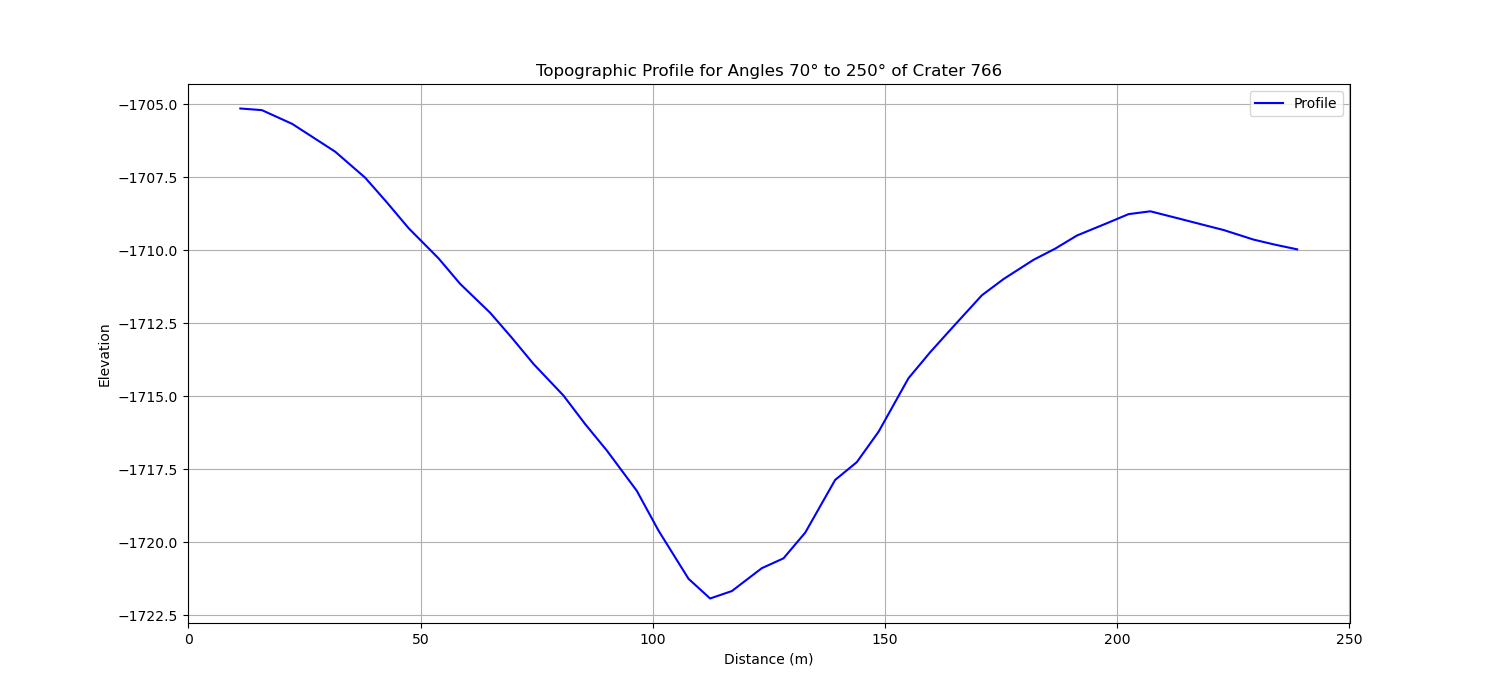 Topographic Profile for Angles 70° to 250° of Crater 766
Profile
−1705.0
−1707.5
−1710.0
−1712.5
−1715.0
−1717.5
−1720.0
−1722.5
Elevation
0 50 100 150 200 250
Distance (m)